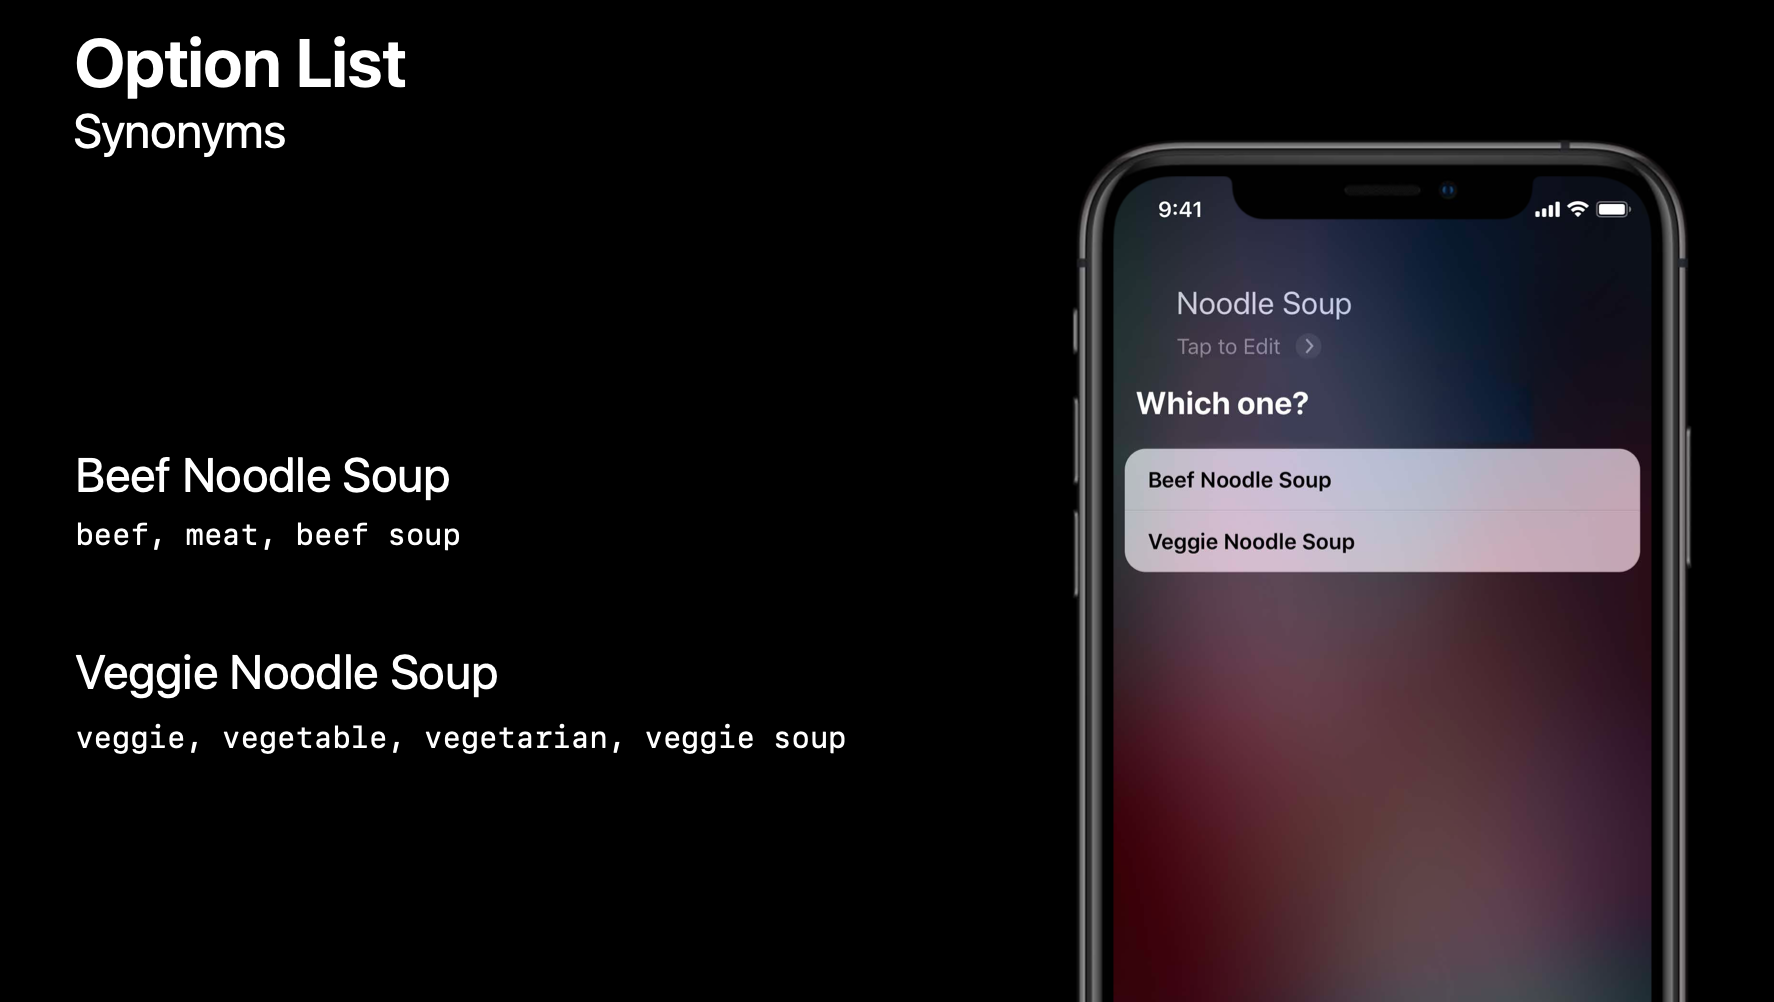 Option List
Synonyms
Beef Noodle Soup
beef, meat, beef soup
Veggie Noodle Soup
veggie, vegetable, vegetarian, veggie soup
9:41
Noodle Soup
Tap to Edit
Which one?
Beef Noodle Soup
Veggie Noodle Soup